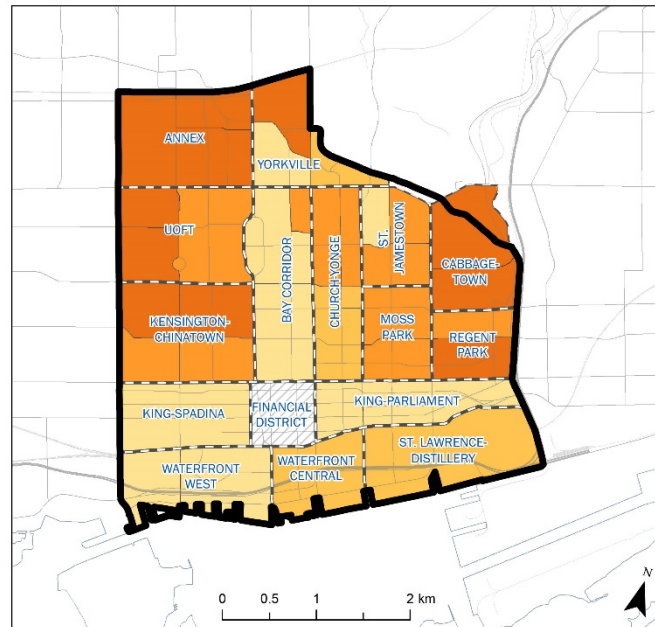 ANNEX
YORKVILLE
UOFT
BAY CORRIDOR
CHURCH-YONGE
ST.
JAMESTOWN
CABBAGE-
TOWN
KENSINGTON-
CHINATOWN
MOSS
PARK
REGENT
PARK
KING-SPADINA
FINANCIAL
DISTRICT
KING-PARLIAMENT
WATERFRONT
WEST
WATERFRONT
CENTRAL
ST. LAWRENCE-
DISTILLERY
0 0.5 1 2 km
N